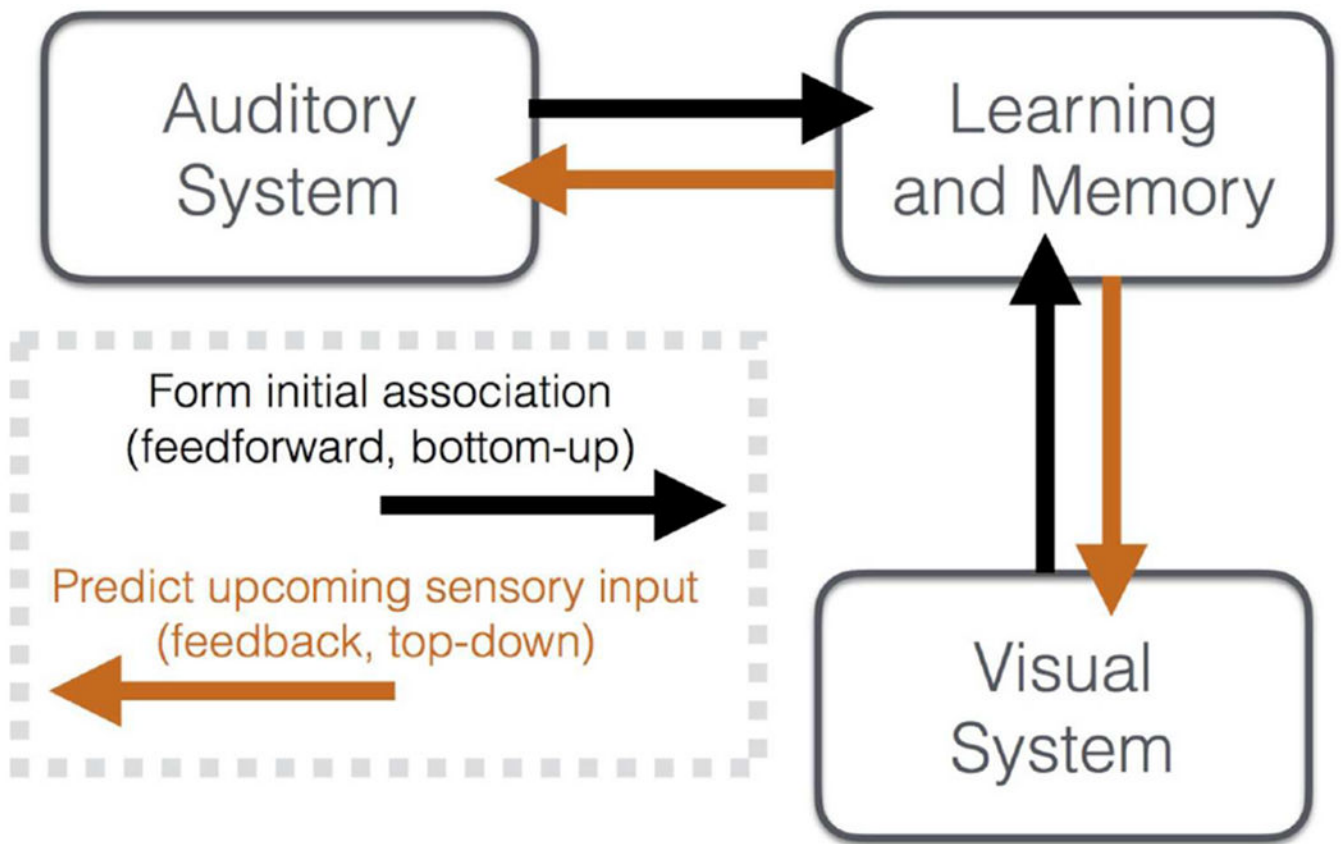 Auditory
System
Learning
and Memory
Form initial association
(feedforward, bottom-up)
Predict upcoming sensory input
(feedback, top-down)
Visual
System